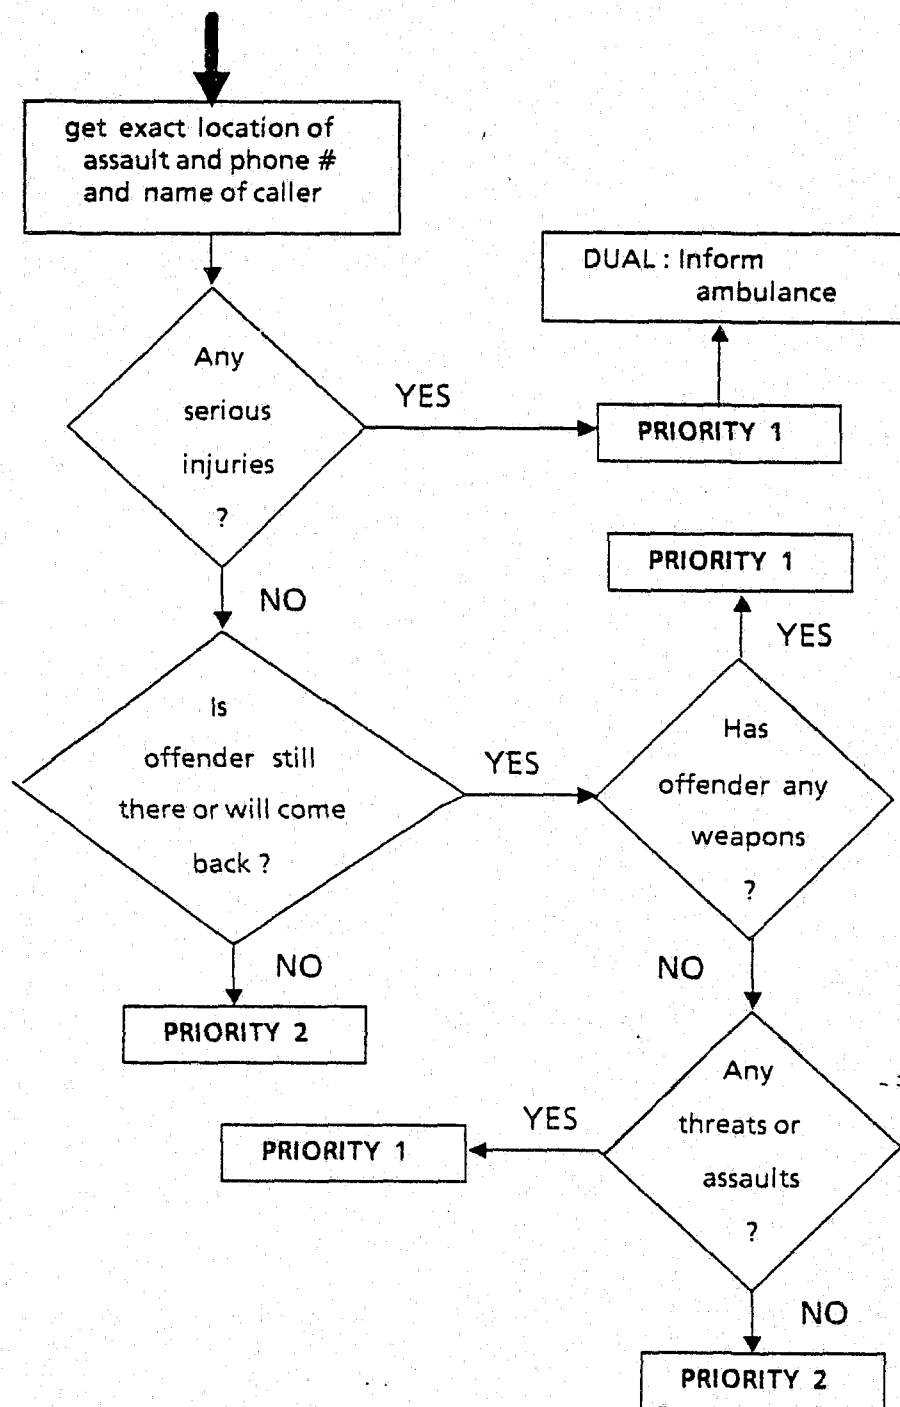 get exact location of
assault and phone #
and name of caller
DUAL : Inform
ambulance
Any
serious
injuries
?
YES
PRIORITY 1
NO
PRIORITY 1
YES
Is
offender still
there or will come
back ?
YES
Has
offender any
weapons
?
NO
PRIORITY 2
NO
Any
threats or
assaults
?
YES
PRIORITY 1
NO
PRIORITY 2